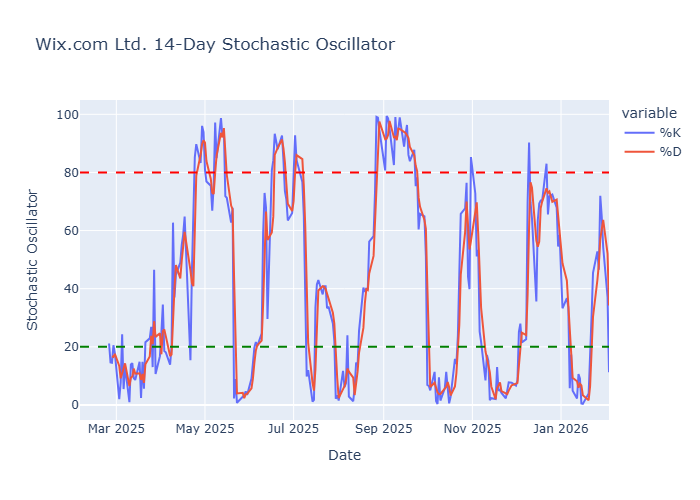 Wix.com Ltd. 14-Day Stochastic Oscillator
variable
%K
%D
Stochastic Oscillator
100
80
60
40
20
0
Mar 2025
May 2025
Jul 2025
Sep 2025
Nov 2025
Jan 2026
Date